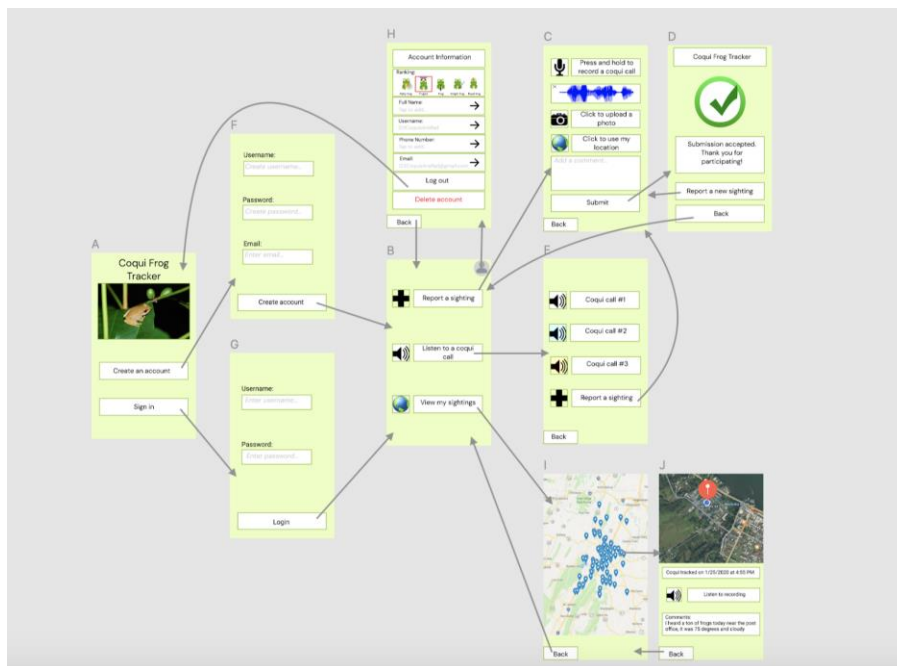 A
Coqui Frog
Tracker
Create an account
Sign in
F
Username:
Create username...
Password:
Create password...
Email:
Enter email...
Create account
G
Username:
Enter username...
Password:
Enter password...
Login
H
Account Information
Ranking:
Full Name
Username:
Phone Number:
Email:
Log out
Delete account
Back
B
Report a sighting
Listen to a coqui
call
View my sightings
C
Press and hold to
record a coqui call
Click to upload a
photo
Click to use my
location
Add a comment...
Submit
Back
D
Coqui Frog Tracker
Submission accepted.
Thank you for
participating!
Report a new sighting
Back
E
Coqui call #1
Coqui call #2
Coqui call #3
Report a sighting
Back
I
Back
J
Coqui tracked on 1/25/2020 at 4:50 PM
Listen to recording
Comments:
I heard a ton of frogs today near the post
office, it was 75 degrees and cloudy
Back